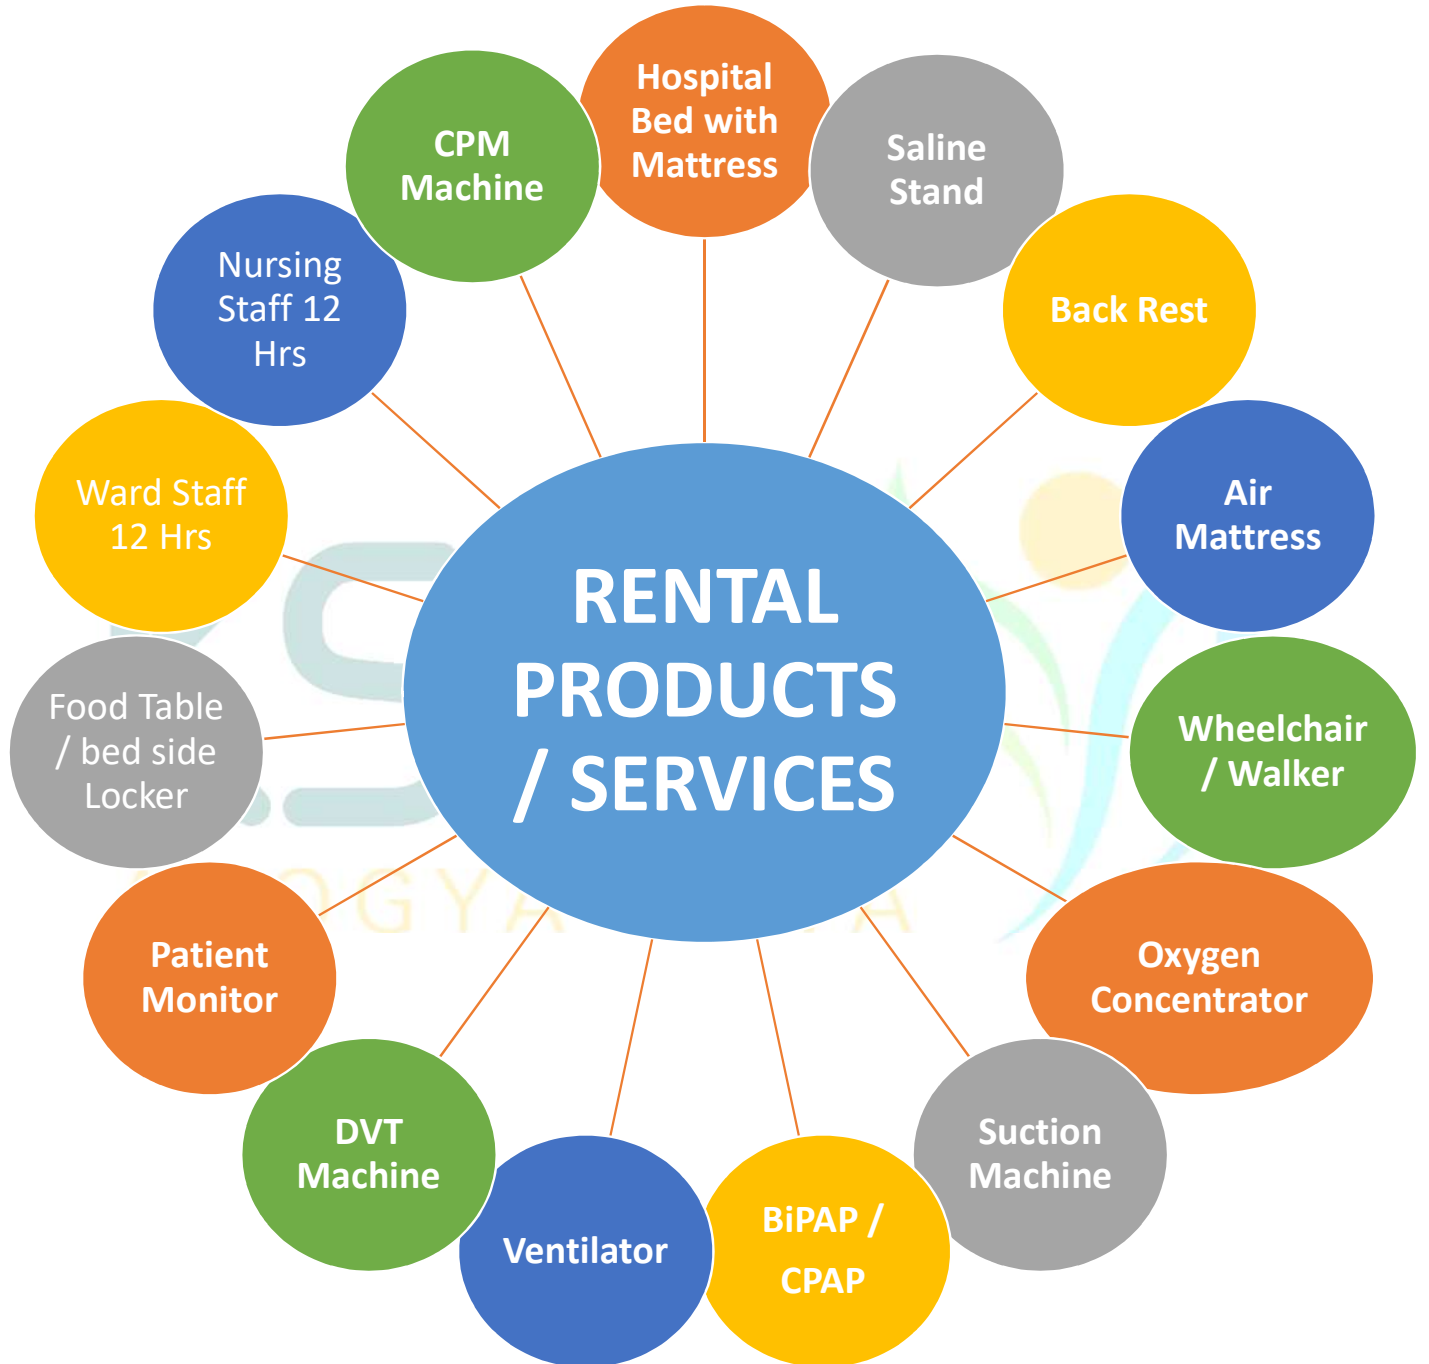 RENTAL
PRODUCTS
/ SERVICES
Hospital
Bed with
Mattress
Saline
Stand
Back Rest
Air
Mattress
Wheelchair
/ Walker
Oxygen
Concentrator
Suction
Machine
BiPAP /
CPAP
Ventilator
DVT
Machine
Patient
Monitor
Food Table
/ bed side
Locker
Ward Staff
12 Hrs
Nursing
Staff 12
Hrs
CPM
Machine